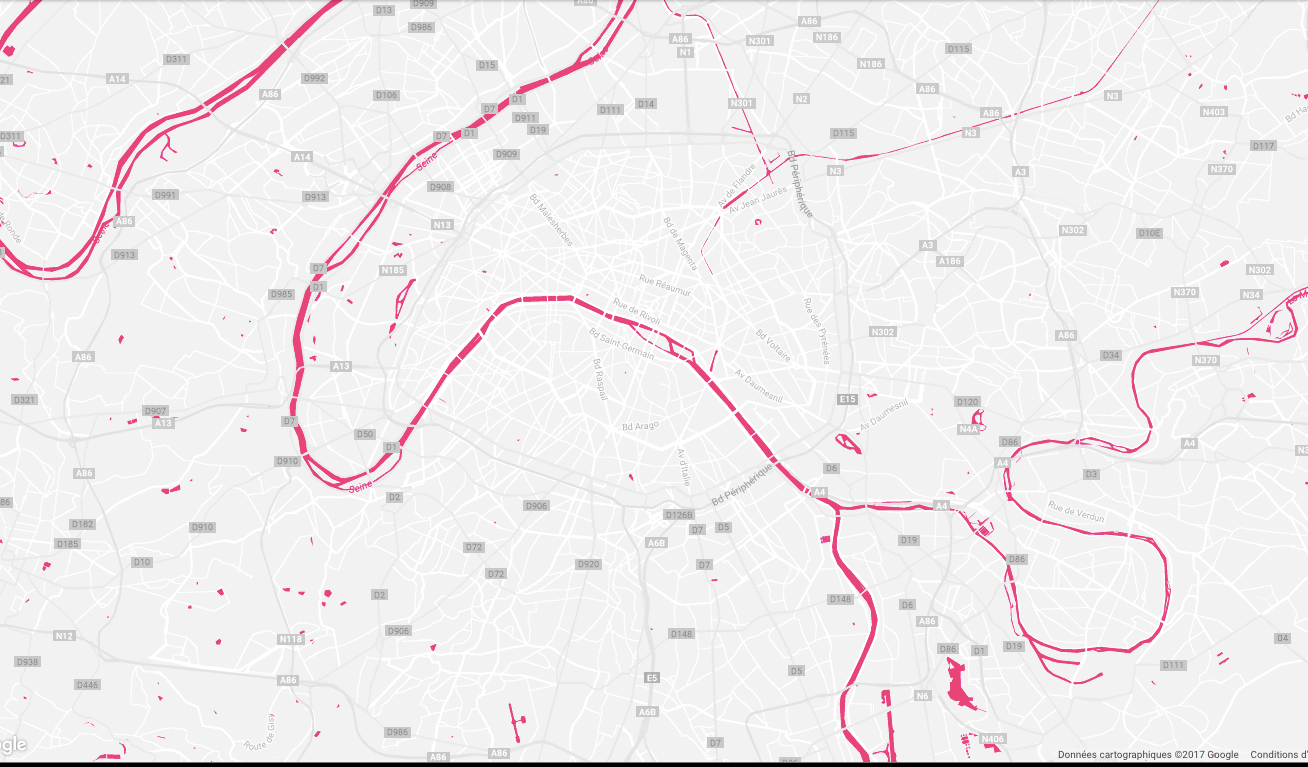 D13
D909
A86
D986
A86
N186
A86
N301
N1
D115
D311
D15
N186
21
A14
D992
A86
D106
D1
D7
D111
D14
N301
N2
A86
N3
D911
D19
A86
N403
D311
D7
D1
D115
N3
D117
A14
D909
Seine
N3
A3
N370
D991
D913
D908
Av de Flandre
Av Jean Jaurès
Bd Périphérique
Bd Malesherbes
Bd de Magenta
A86
N13
N302
D10E
D913
A3
A186
D7
N185
N302
D1
D985
Rue Réaumur
N370
N34
Rue de Rivoli
Rue des Pyrénées
N302
A86
Bd Saint Germain
Bd Voltaire
D34
N370
A86
A13
Bd Raspail
Av Daumesnil
D321
D907
A13
D7
E15
Av Daumesnil
D120
N4A
Bd Arago
D50
D1
D86
A4
D910
Av d'Italie
D6
A4
D3
A86
Seine
Bd Périphérique
A4
D2
D906
A4
Rue de Verdun
D182
D910
D126B
D7
D5
D185
A6B
D19
D72
D10
D920
D7
D86
D72
D2
D148
D6
D906
D148
A86
N12
N118
D86
D1
D19
D4
D938
D111
A86
E5
D5
D446
N6
A6B
Route de Gisy
D986
D7
N406
A86
A86
gle
Données cartographiques ©2017 Google
Conditions d'